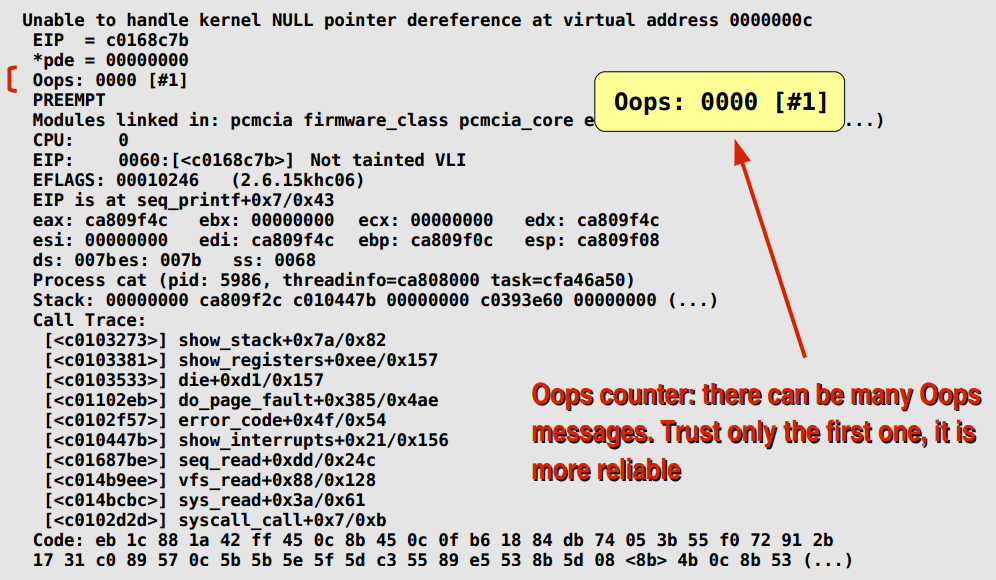 Unable to handle kernel NULL pointer dereference at virtual address 0000000c
EIP = c0168c7b
*pde = 00000000
Oops: 0000 [#1]
PREEMPT
Modules linked in: pcmcia firmware_class pcmcia_core e ...)
CPU: 0
EIP: 0060:[<c0168c7b>] Not tainted VLI
EFLAGS: 00010246 (2.6.15khc06)
EIP is at seq_printf+0x7/0x43
eax: ca809f4c ebx: 00000000 ecx: 00000000 edx: ca809f4c
esi: 00000000 edi: ca809f4c ebp: ca809f0c esp: ca809f08
ds: 007b es: 007b ss: 0068
Process cat (pid: 5986, threadinfo=ca808000 task=cfa46a50)
Stack: 00000000 ca809f2c c010447b 00000000 c0393e60 00000000 (...)
Call Trace:
[<c0103273>] show_stack+0x7a/0x82
[<c0103381>] show_registers+0xee/0x157
[<c0103533>] die+0xd1/0x157
[<c01102eb>] do_page_fault+0x385/0x4ae
[<c0102f57>] error_code+0x4f/0x54
[<c010447b>] show_interrupts+0x21/0x156
[<c01687be>] seq_read+0xdd/0x24c
[<c014b9ee>] vfs_read+0x88/0x128
[<c014bcbc>] sys_read+0x3a/0x61
[<c0102d2d>] syscall_call+0x7/0xb
Code: eb 1c 88 1a 42 ff 45 0c 8b 45 0c 0f b6 18 84 db 74 05 3b 55 f0 72 91 2b
17 31 c0 89 57 0c 5b 5b 5e 5f 5d c3 55 89 e5 53 8b 5d 08 <8b> 4b 0c 8b 53 (...)
Oops: 0000 [#1]
Oops counter: there can be many Oops
messages. Trust only the first one, it is
more reliable